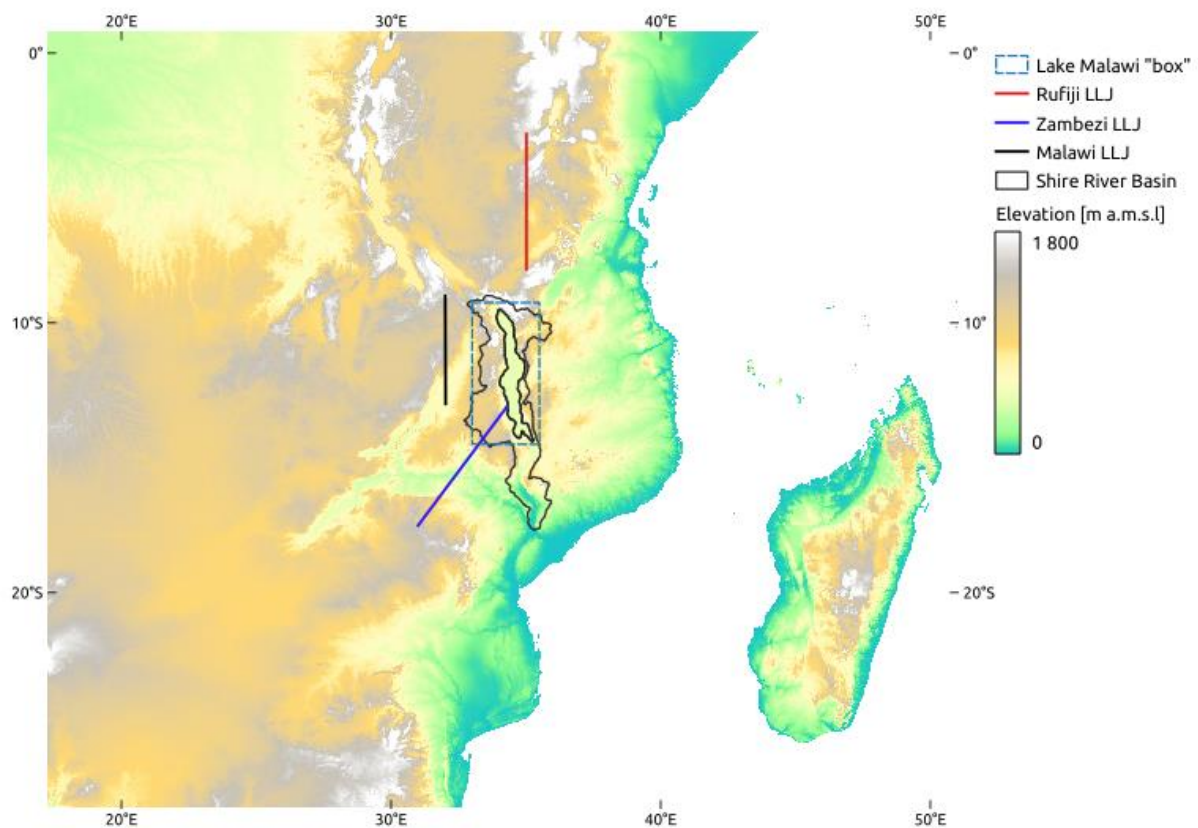 20°E 30°E 40°E 50°E
0° 0°
Lake Malawi "box"
Rufiji LLJ
Zambezi LLJ
Malawi LLJ
Shire River Basin
Elevation [m a.m.s.l]
1 800
0
10°S 10°
20°S 20°S
20°E 30°E 40°E 50°E